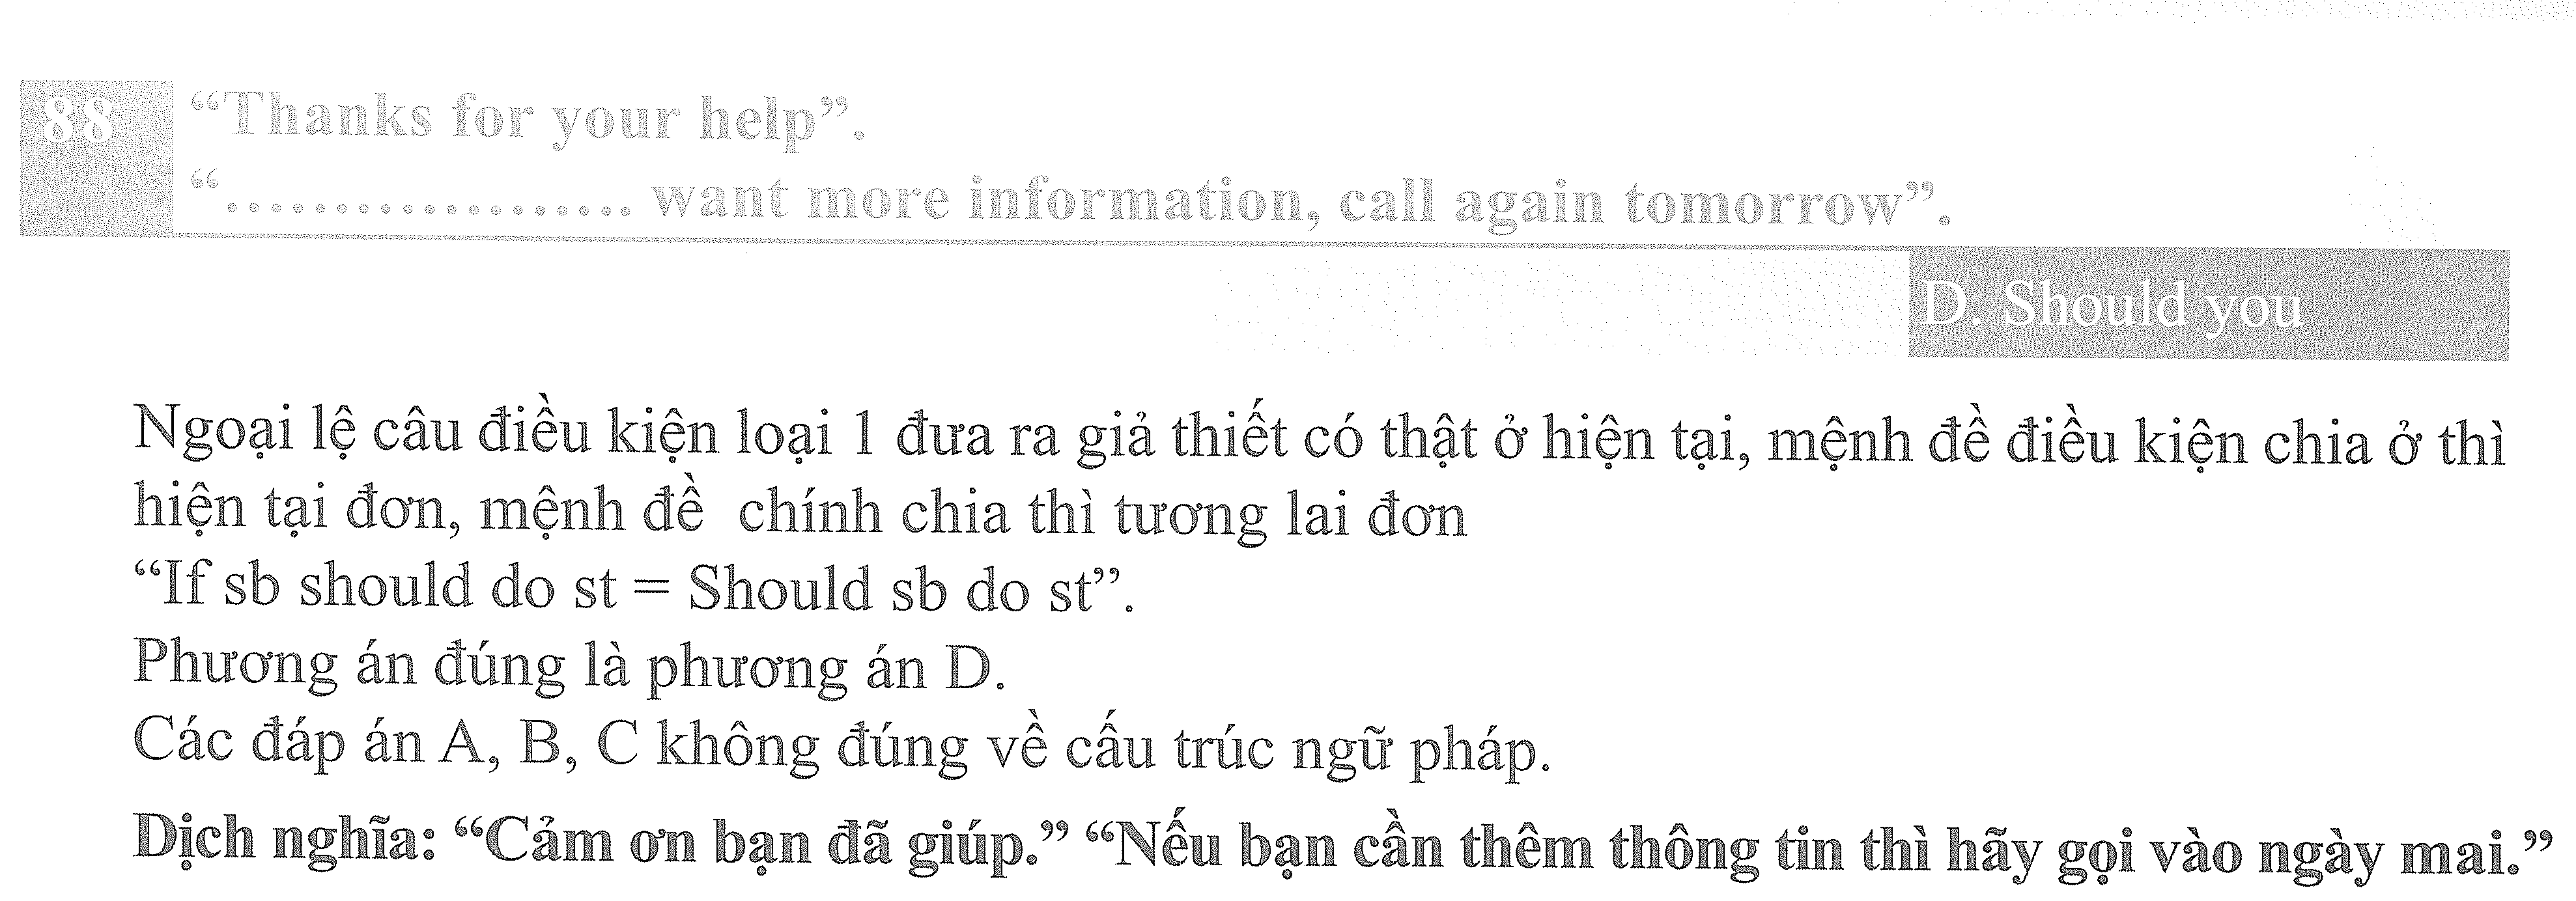 88 “Thanks for your help”.
“................... want more information, call again tomorrow”.
D. Should you
Ngoại lệ câu điều kiện loại 1 đưa ra giả thiết có thật ở hiện tại, mệnh đề điều kiện chia ở thì
hiện tại đơn, mệnh đề chính chia thì tương lai đơn
“If sb should do st = Should sb do st”.
Phương án đúng là phương án D.
Các đáp án A, B, C không đúng về cấu trúc ngữ pháp.
Dịch nghĩa: “Cảm ơn bạn đã giúp.” “Nếu bạn cần thêm thông tin thì hãy gọi vào ngày mai.”